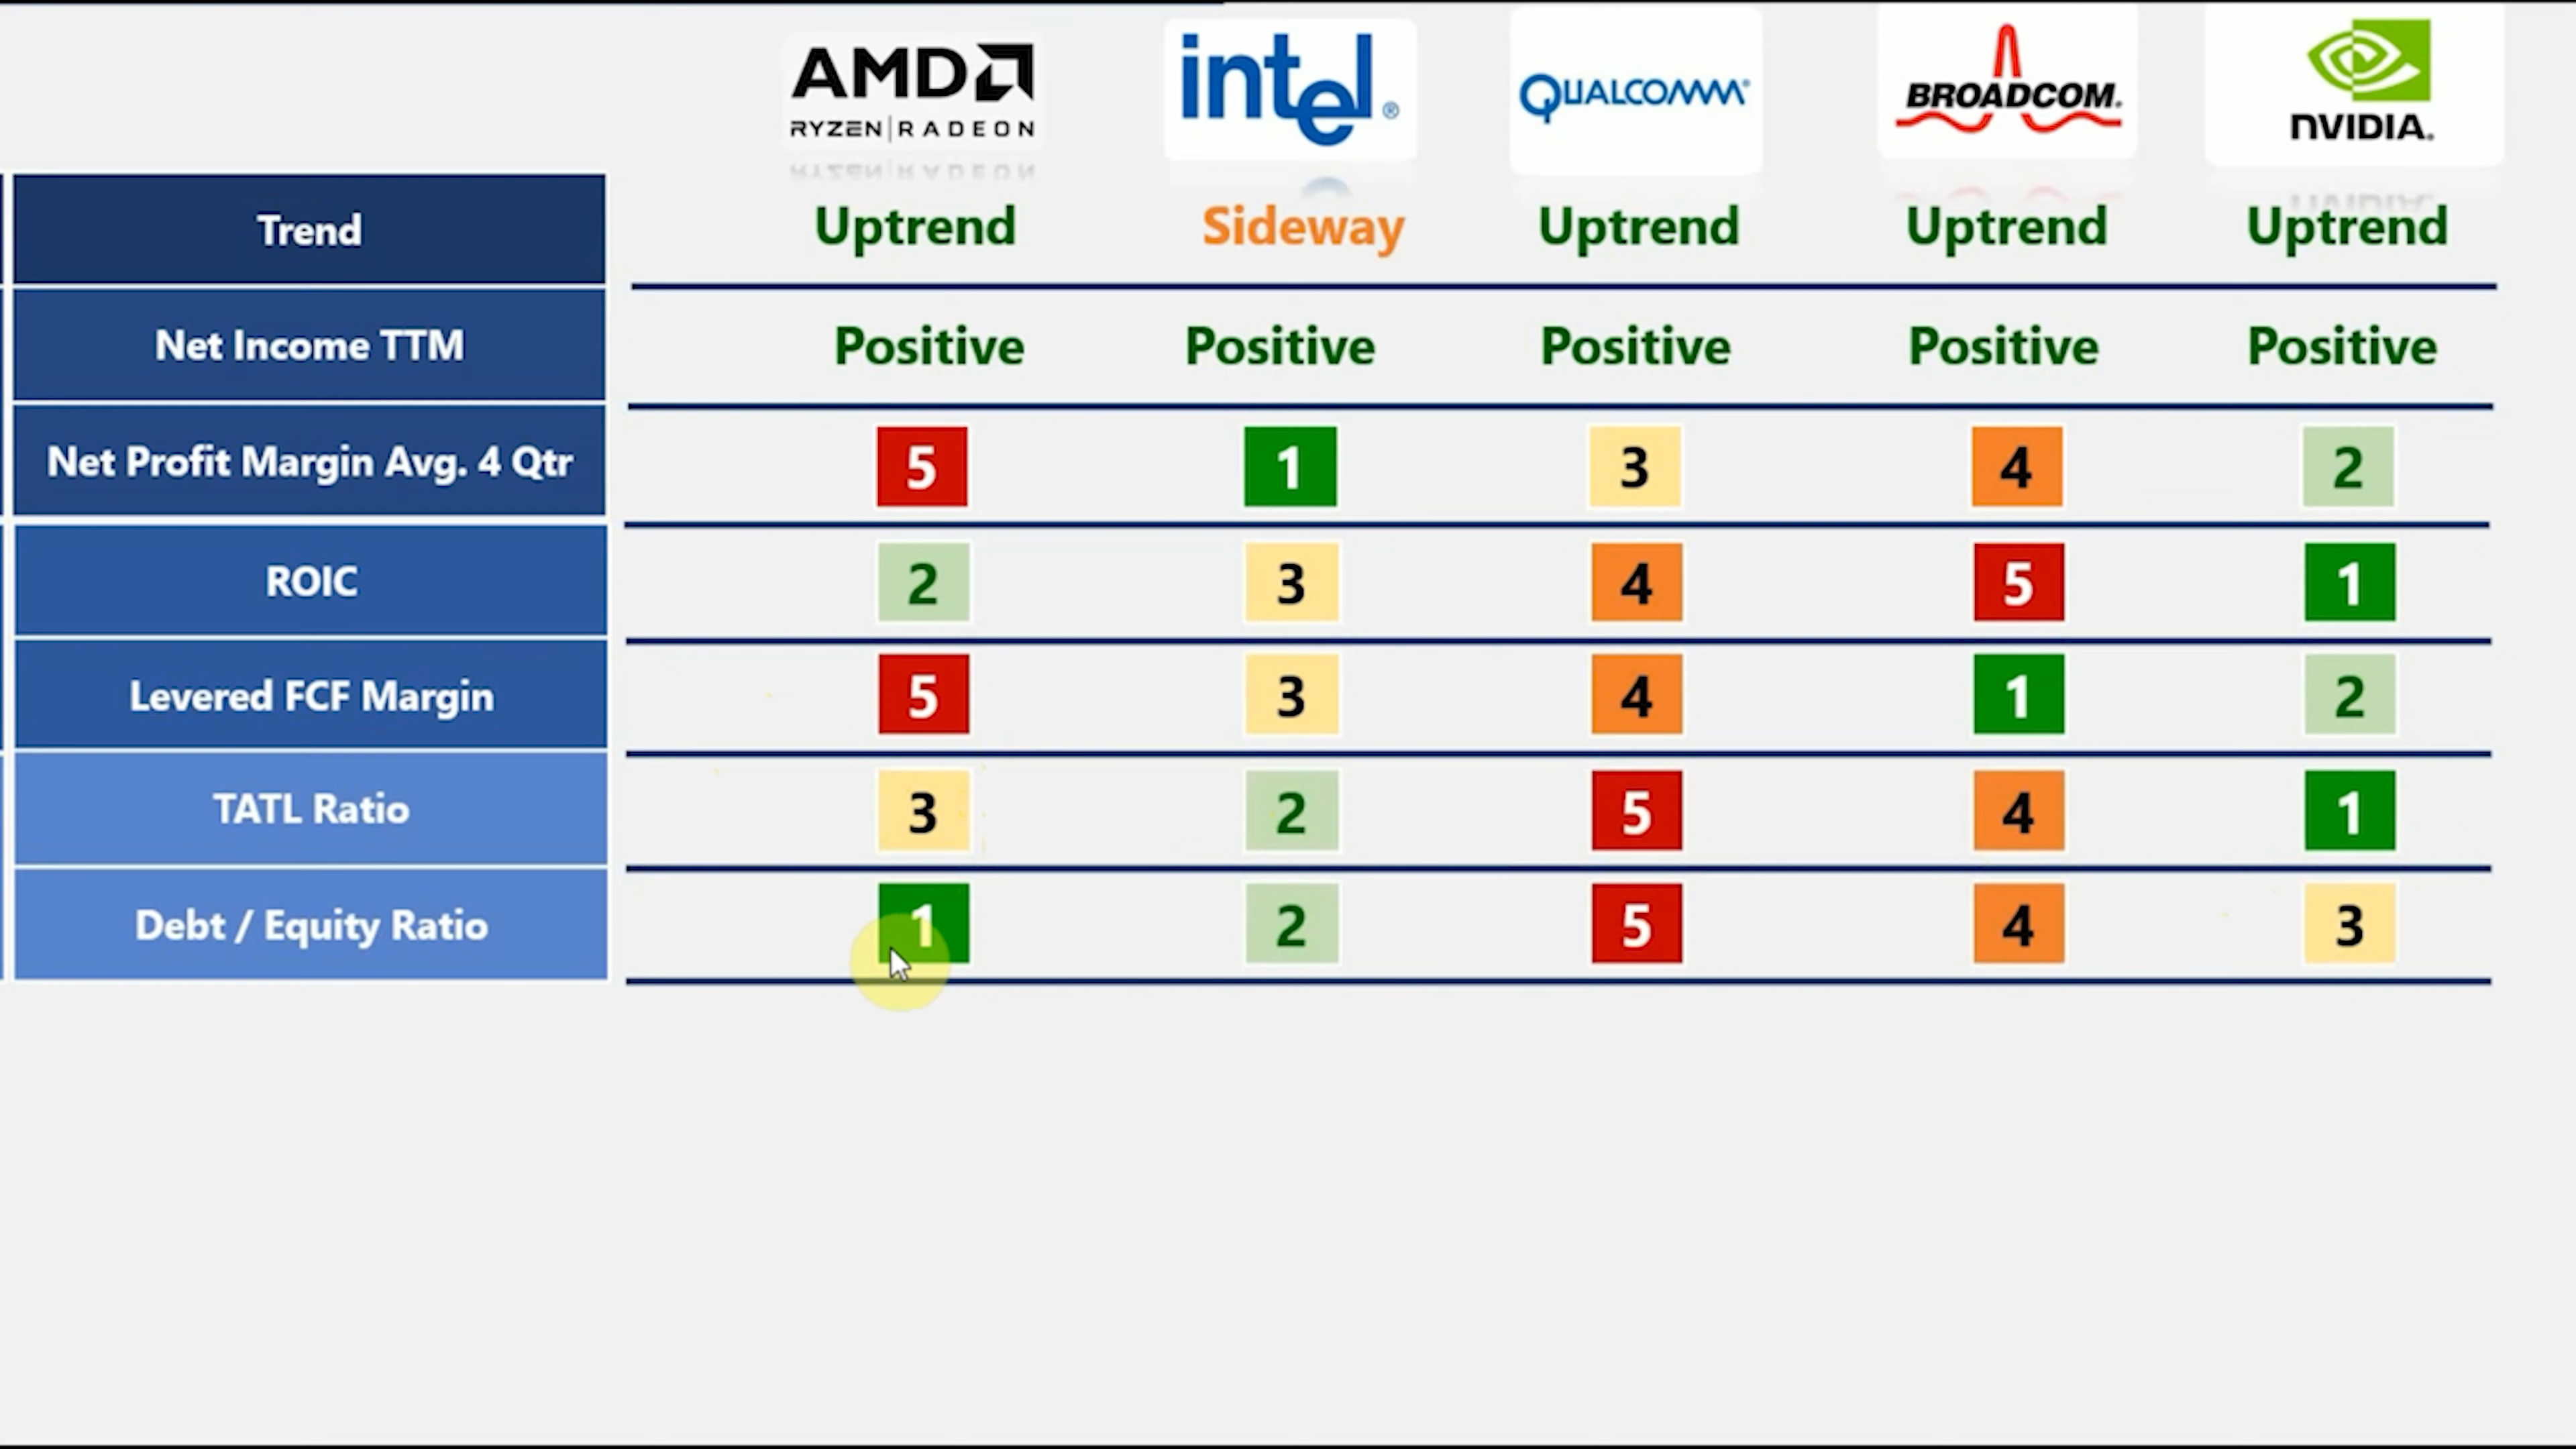 AMD
RYZEN | RADEON
intel®
QUALCOMM®
BROADCOM.
NVIDIA.
Trend Uptrend Sideway Uptrend Uptrend Uptrend
Net Income TTM Positive Positive Positive Positive Positive
Net Profit Margin Avg. 4 Qtr 5 1 3 4 2
ROIC 2 3 4 5 1
Levered FCF Margin 5 3 4 1 2
TATL Ratio 3 2 5 4 1
Debt / Equity Ratio 1 2 5 4 3